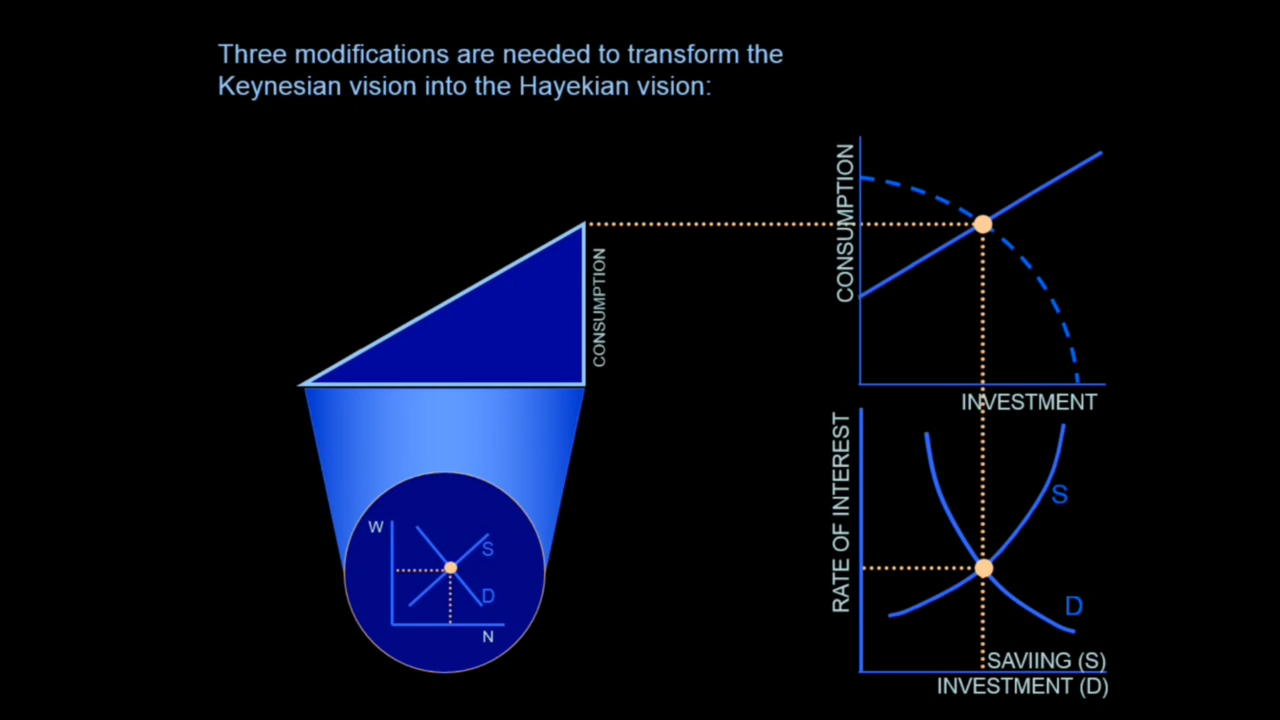 Three modifications are needed to transform the
Keynesian vision into the Hayekian vision:
CONSUMPTION
CONSUMPTION
INVESTMENT
RATE OF INTEREST
S
D
SAVIING (S)
INVESTMENT (D)
W
S
D
N